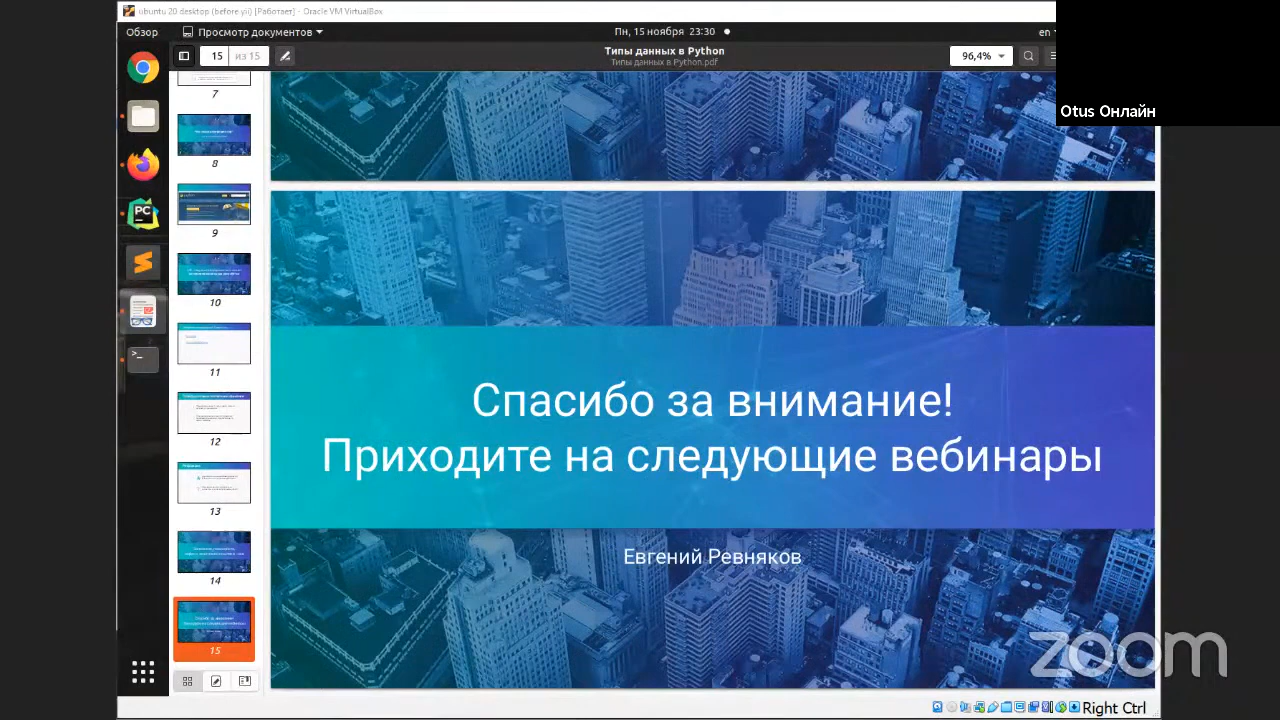 ubuntu 20 desktop (before yii) [Работает] - Oracle VM VirtualBox
Обзор
Просмотр документов
Пн, 15 ноября 23:30
en
15 из 15
Типы данных в Python
Типы данных в Python.pdf
96,4%
Otus Онлайн
7
8
9
10
11
12
13
14
15
Спасибо за внимание!
Приходите на следующие вебинары
Евгений Ревняков
zoom
Right Ctrl